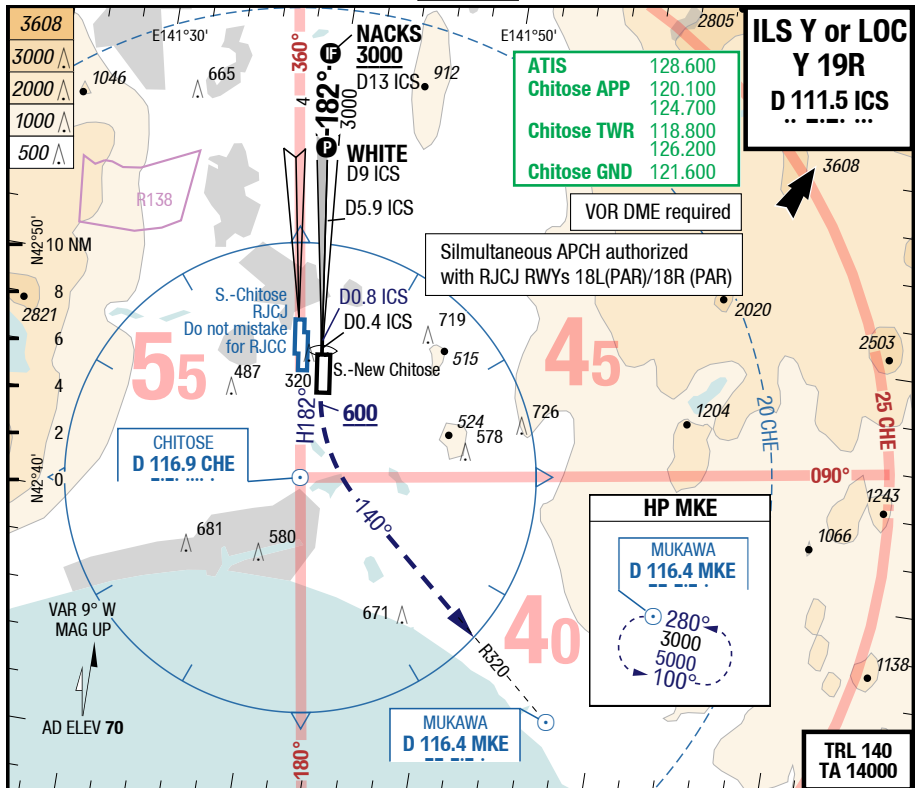 3608
3000
2000
1000
500
1046
665
E141°30'
360°
4
NACKS
IF
3000
D13 ICS
182°
3000
P
WHITE
D9 ICS
D5.9 ICS
912
E141°50'
2805'
ILS Y or LOC
Y 19R
D 111.5 ICS
ATIS 128.600
Chitose APP 120.100
124.700
Chitose TWR 118.800
126.200
Chitose GND 121.600
3608
R138
VOR DME required
Silmultaneous APCH authorized
with RJCJ RWYs 18L(PAR)/18R (PAR)
N42°50'
10 NM
8
6
4
2
0
N42°40'
2821
S.-Chitose
RJCJ
Do not mistake
for RJCC
D0.8 ICS
D0.4 ICS
719
515
2020
2503
55
45
487
320
S.-New Chitose
H182°
600
524
578
726
1204
20 CHE
25 CHE
CHITOSE
D 116.9 CHE
090°
681
580
140°
1243
1066
HP MKE
MUKAWA
D 116.4 MKE
280°
3000
5000
100°
VAR 9° W
MAG UP
AD ELEV 70
671
R320
40
1138
MUKAWA
D 116.4 MKE
180°
TRL 140
TA 14000